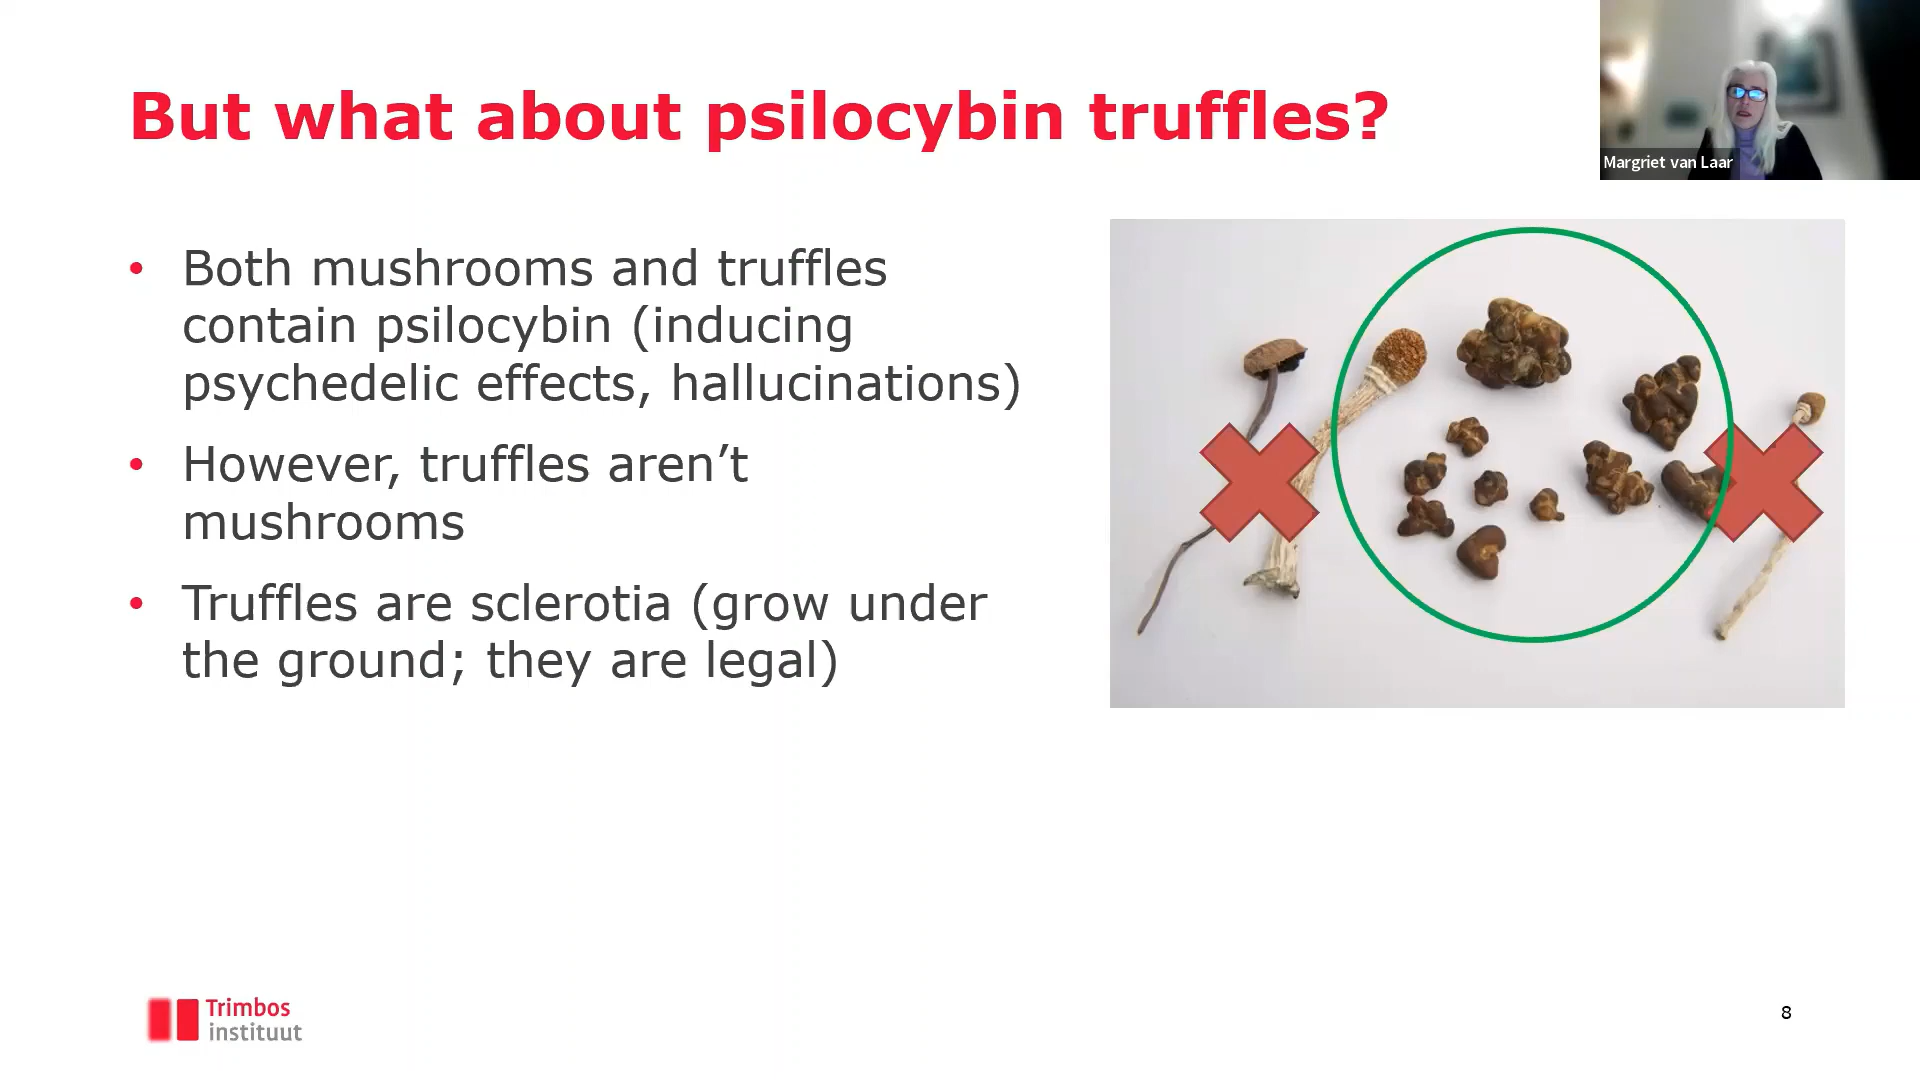 But what about psilocybin truffles?
Margriet van Laar
• Both mushrooms and truffles
contain psilocybin (inducing
psychedelic effects, hallucinations)
• However, truffles aren’t
mushrooms
• Truffles are sclerotia (grow under
the ground; they are legal)
Trimbos
instituut
8